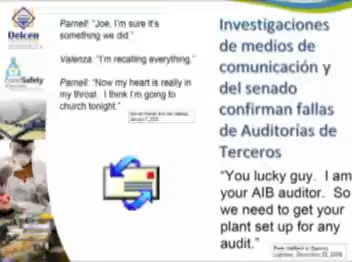 Delcen
Parnell: "Joe, I'm sure it's
something we did."
Valenza: "I'm recalling everything."
Parnell: "Now my heart is really in
my throat. I think I'm going to
church tonight."
FoodSafety
Investigaciones
de medios de
comunicación y
del senado
confirman fallas
de Auditorías de
Terceros
"You lucky guy. I am
your AIB auditor. So
we need to get your
plant set up for any
audit."